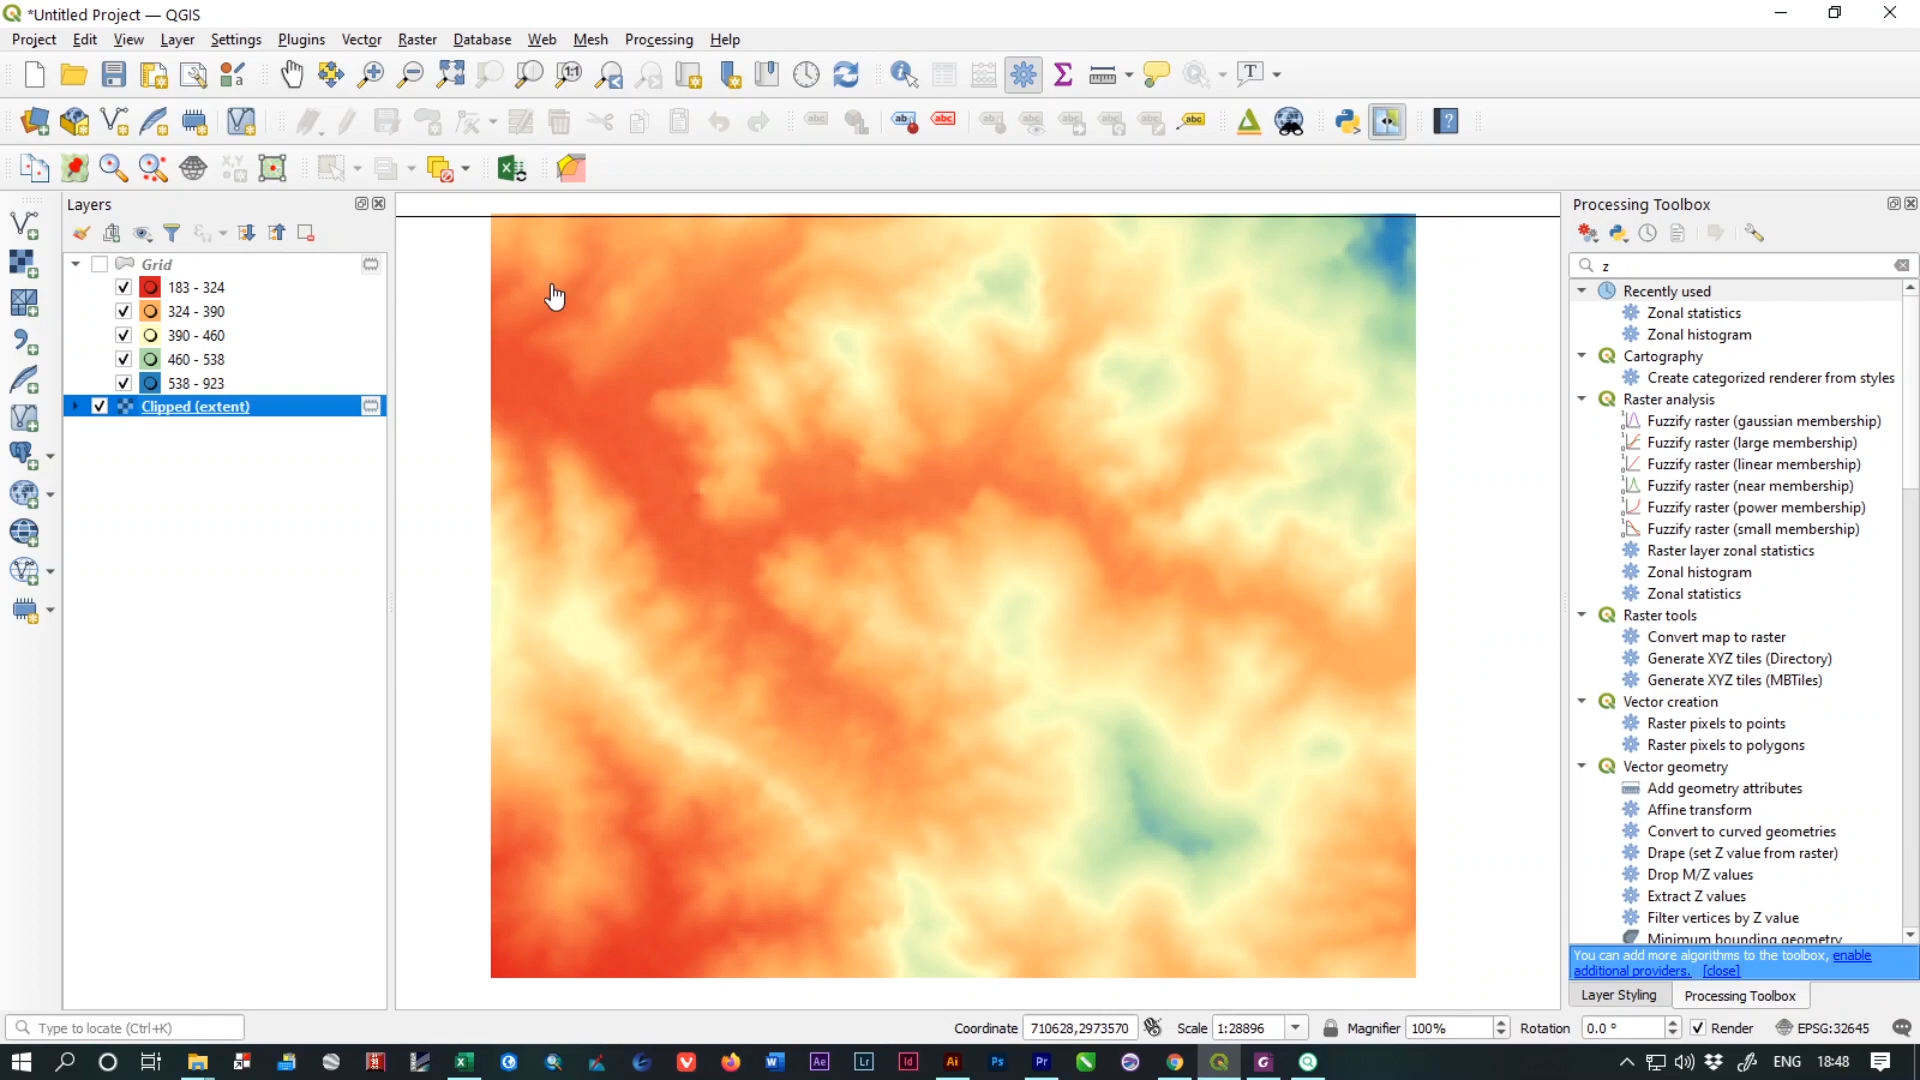 *Untitled Project — QGIS
Project Edit View Layer Settings Plugins Vector Raster Database Web Mesh Processing Help
Layers
Grid
183 - 324
324 - 390
390 - 460
460 - 538
538 - 923
Clipped (extent)
Processing Toolbox
z
Recently used
Zonal statistics
Zonal histogram
Cartography
Create categorized renderer from styles
Raster analysis
Fuzzify raster (gaussian membership)
Fuzzify raster (large membership)
Fuzzify raster (linear membership)
Fuzzify raster (near membership)
Fuzzify raster (power membership)
Fuzzify raster (small membership)
Raster layer zonal statistics
Zonal histogram
Zonal statistics
Raster tools
Convert map to raster
Generate XYZ tiles (Directory)
Generate XYZ tiles (MBTiles)
Vector creation
Raster pixels to points
Raster pixels to polygons
Vector geometry
Add geometry attributes
Affine transform
Convert to curved geometries
Drape (set Z value from raster)
Drop M/Z values
Extract Z values
Filter vertices by Z value
Minimum bounding geometry
You can add more algorithms to the toolbox, enable
additional providers. [close]
Layer Styling Processing Toolbox
Type to locate (Ctrl+K) Coordinate 710628,2973570 Scale 1:28896 Magnifier 100% Rotation 0.0 ° Render EPSG:32645
ENG 18:48